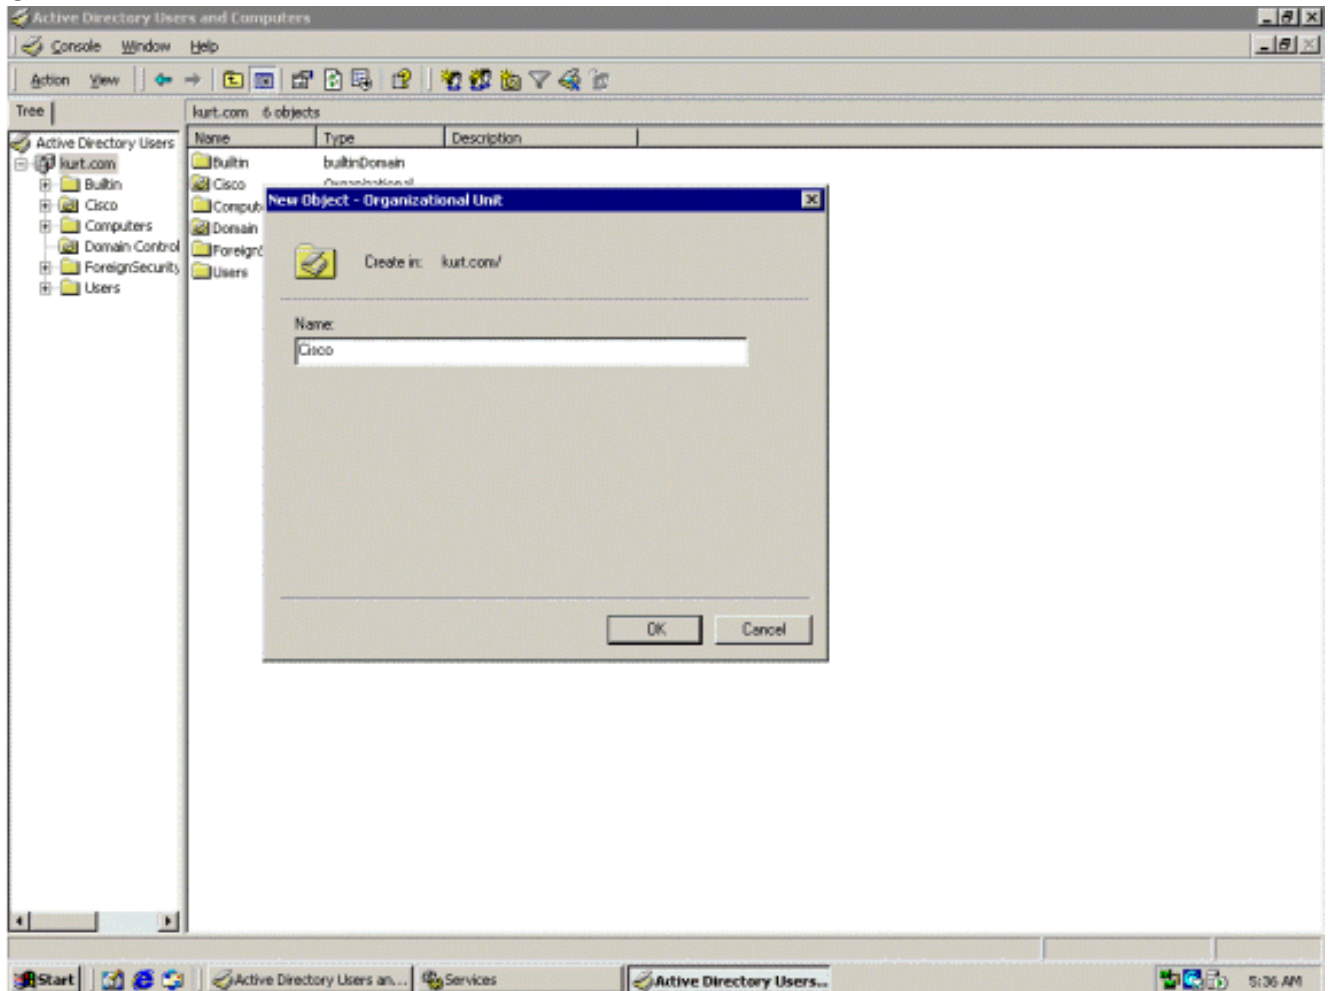 Active Directory Users and Computers
Console Window Help
Action View
Tree
kurt.com 6 objects
Name Type Description
Active Directory Users
kurt.com
Builtin
Cisco
Computers
Domain Control
ForeignSecurity
Users
Builtin builtinDomain
Cisco Organizational
Comput
Domain
ForeignS
Users
New Object - Organizational Unit
Create in: kurt.com/
Name:
Cisco
OK Cancel
Start Active Directory Users an... Services Active Directory Users... 5:36 AM